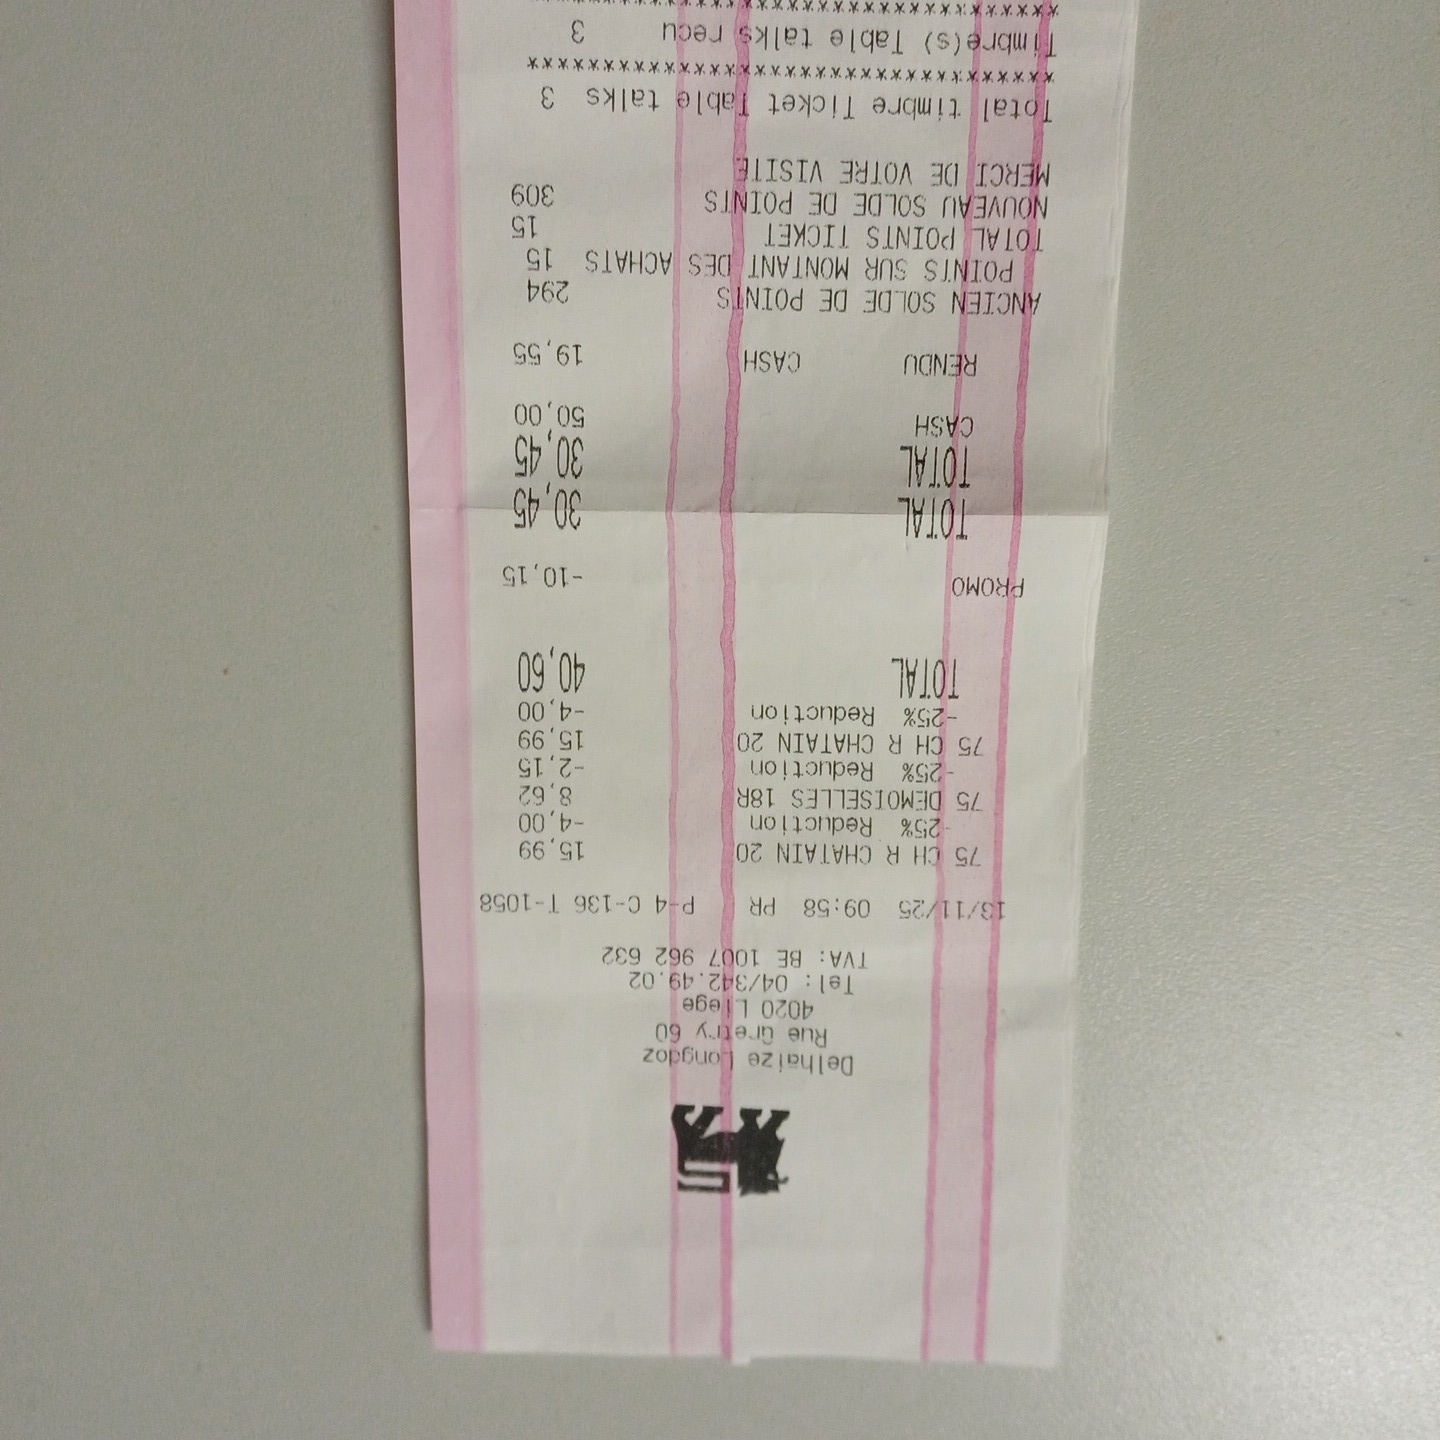 Delhaize Longdoz
Rue Gretry 60
4020 Liege
Tel: 04/342.49.02
TVA: BE 1007 962 632
13/11/25 09:58 PR P-4 C-136 T-1058
75 CH R CHATAIN 20 15,99
-25% Reduction -4,00
75 DEMOISELLES 18R 8,62
-25% Reduction -2,15
75 CH R CHATAIN 20 15,99
-25% Reduction -4,00
TOTAL 40,60
PROMO -10,15
TOTAL 30,45
TOTAL 30,45
CASH 50,00
RENDU CASH 19,55
ANCIEN SOLDE DE POINTS 294
POINTS SUR MONTANT DES ACHATS 15
TOTAL POINTS TICKET 15
NOUVEAU SOLDE DE POINTS 309
MERCI DE VOTRE VISITE
Total timbre Ticket Table talks 3
***********************************
Timbre(s) Table talks recu 3
***********************************